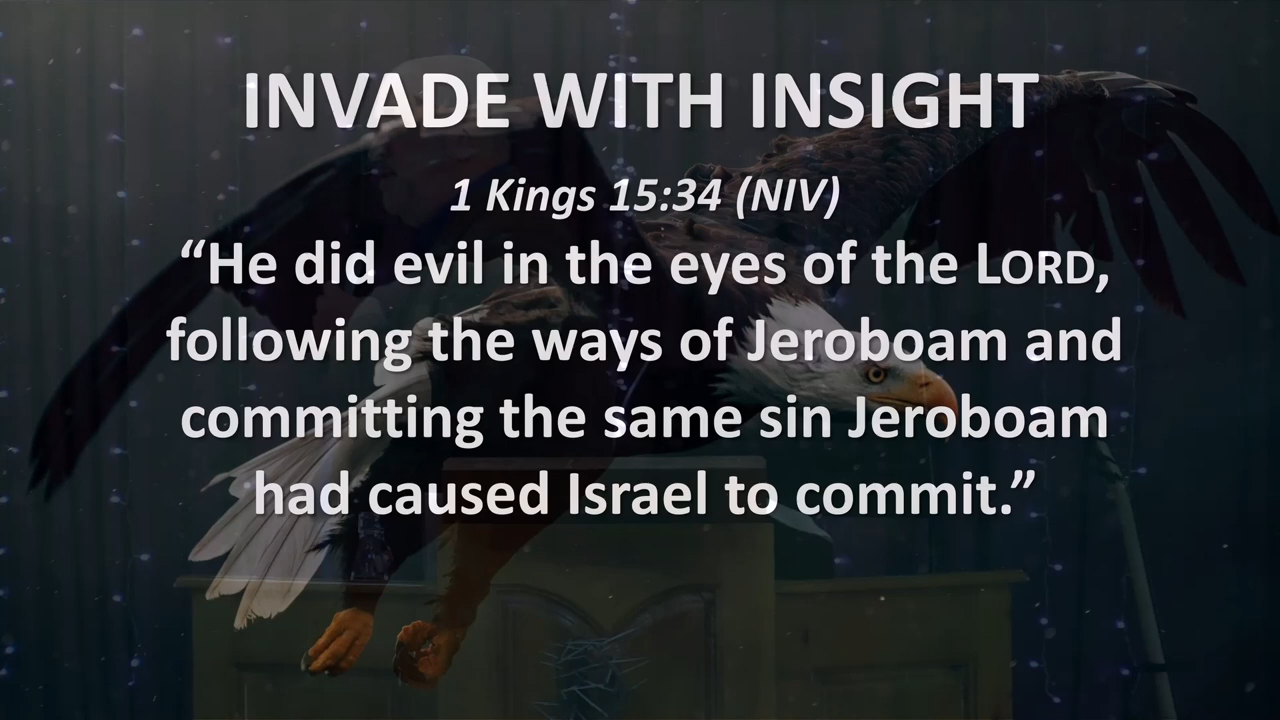 INVADE WITH INSIGHT
1 Kings 15:34 (NIV)
“He did evil in the eyes of the LORD,
following the ways of Jeroboam and
committing the same sin Jeroboam
had caused Israel to commit.”